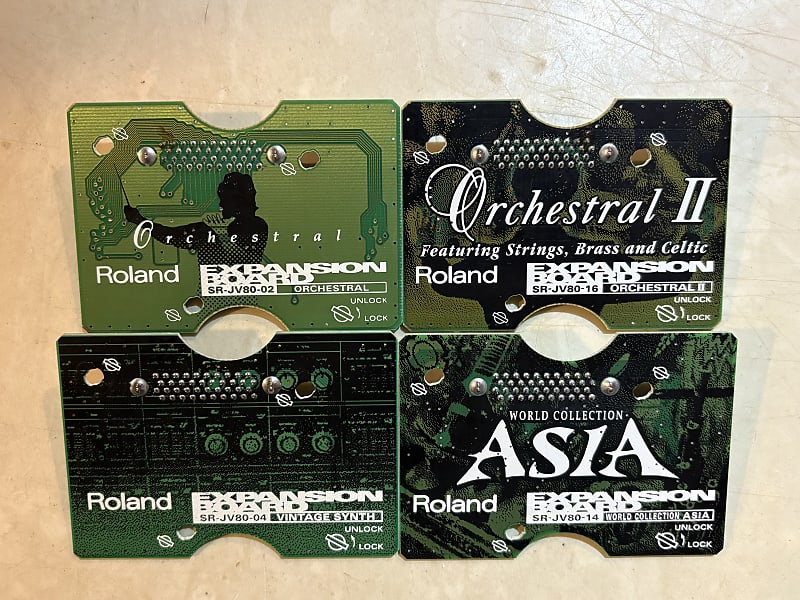 Orchestral
Roland EXPANSION BOARD
SR-JV80-02 ORCHESTRAL
UNLOCK
LOCK
Orchestral II
Featuring Strings, Brass and Celtic
Roland EXPANSION BOARD
SR-JV80-16 ORCHESTRAL II
UNLOCK
LOCK
Roland EXPANSION BOARD
SR-JV80-04 VINTAGE SYNTH
UNLOCK
LOCK
WORLD COLLECTION
ASIA
Roland EXPANSION BOARD
SR-JV80-14 WORLD COLLECTION ASIA
UNLOCK
LOCK